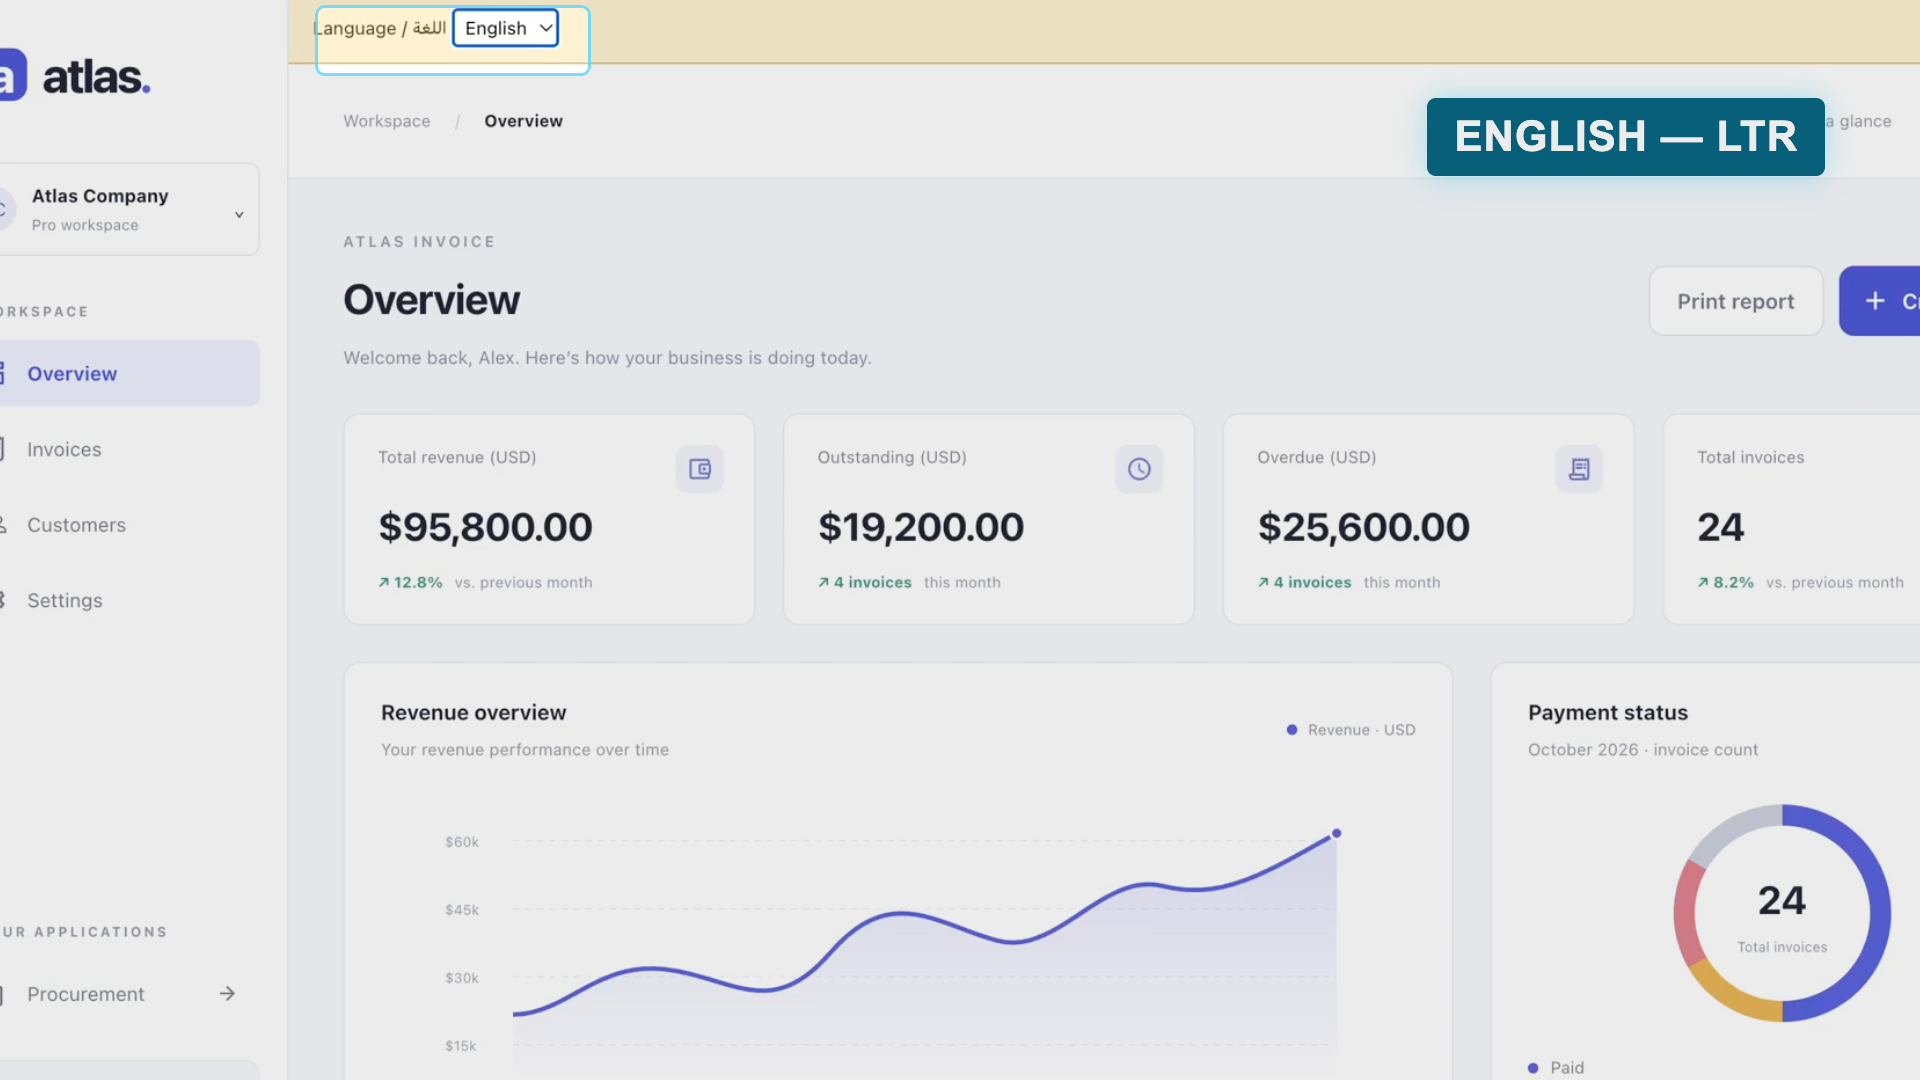 Language / اللغة English
a atlas.
Workspace / Overview
a glance
ENGLISH — LTR
Atlas Company
Pro workspace
ATLAS INVOICE
Overview
Welcome back, Alex. Here’s how your business is doing today.
Print report
Overview
Invoices
Customers
Settings
Total revenue (USD)
$95,800.00
12.8% vs. previous month
Outstanding (USD)
$19,200.00
4 invoices this month
Overdue (USD)
$25,600.00
4 invoices this month
Total invoices
24
8.2% vs. previous month
Revenue overview
Your revenue performance over time
Revenue · USD
$60k
$45k
$30k
$15k
Payment status
October 2026 · invoice count
24
Total invoices
Paid
APPLICATIONS
Procurement